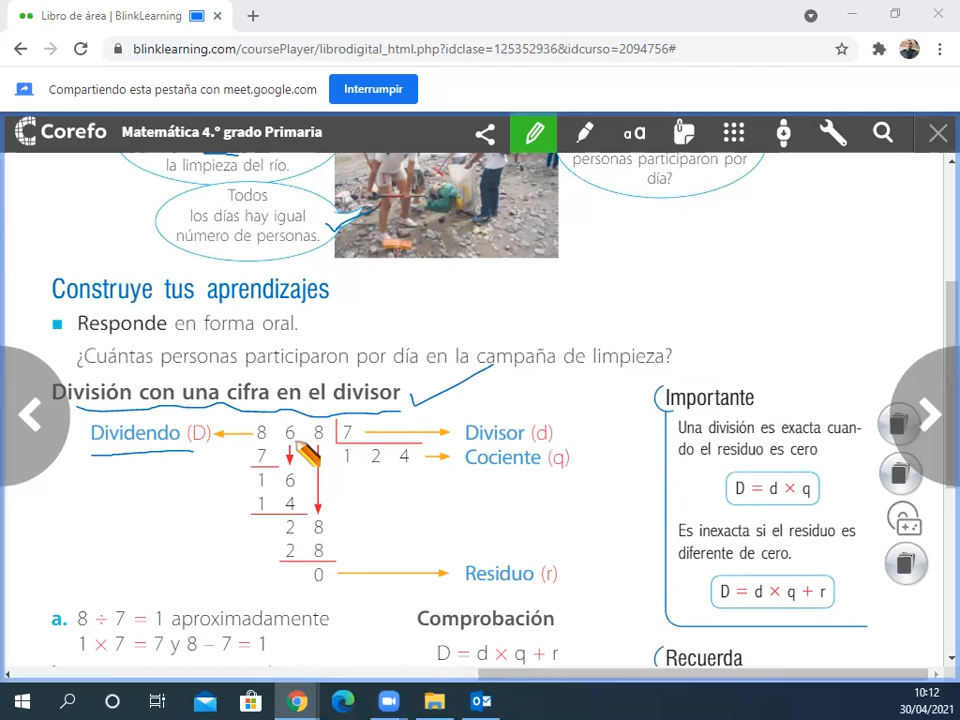 Libro de área | BlinkLearning
blinklearning.com/coursePlayer/librodigital_html.php?idclase=125352936&idcurso=2094756#
Compartiendo esta pestaña con meet.google.com
Interrumpir
Corefo
Matemática 4.º grado Primaria
aα
la limpieza del río.
personas participaron por
día?
Todos
los días hay igual
número de personas.
Construye tus aprendizajes
Responde en forma oral.
¿Cuántas personas participaron por día en la campaña de limpieza?
División con una cifra en el divisor
Dividendo (D)
8 6 8 7
Divisor (d)
7
1 2 4
Cociente (q)
1 6
1 4
2 8
2 8
0
Residuo (r)
Importante
Una división es exacta cuan-
do el residuo es cero
D = d × q
Es inexacta si el residuo es
diferente de cero.
D = d × q + r
a. 8 ÷ 7 = 1 aproximadamente
1 × 7 = 7 y 8 – 7 = 1
Comprobación
D = d × q + r
Recuerda
10:12
30/04/2021